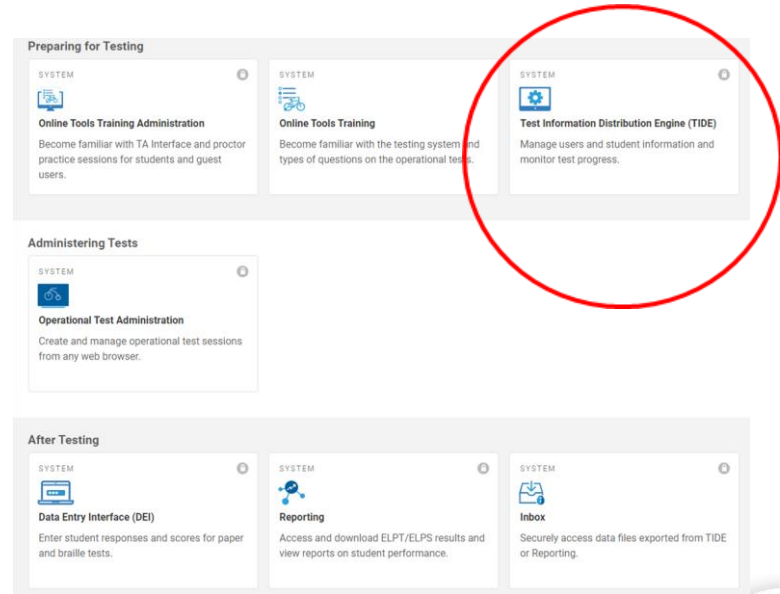 Preparing for Testing
SYSTEM
Online Tools Training Administration
Become familiar with TA Interface and proctor
practice sessions for students and guest
users.
SYSTEM
Online Tools Training
Become familiar with the testing system and
types of questions on the operational tests.
SYSTEM
Test Information Distribution Engine (TIDE)
Manage users and student information and
monitor test progress.
Administering Tests
SYSTEM
Operational Test Administration
Create and manage operational test sessions
from any web browser.
After Testing
SYSTEM
Data Entry Interface (DEI)
Enter student responses and scores for paper
and braille tests.
SYSTEM
Reporting
Access and download ELPT/ELPS results and
view reports on student performance.
SYSTEM
Inbox
Securely access data files exported from TIDE
or Reporting.